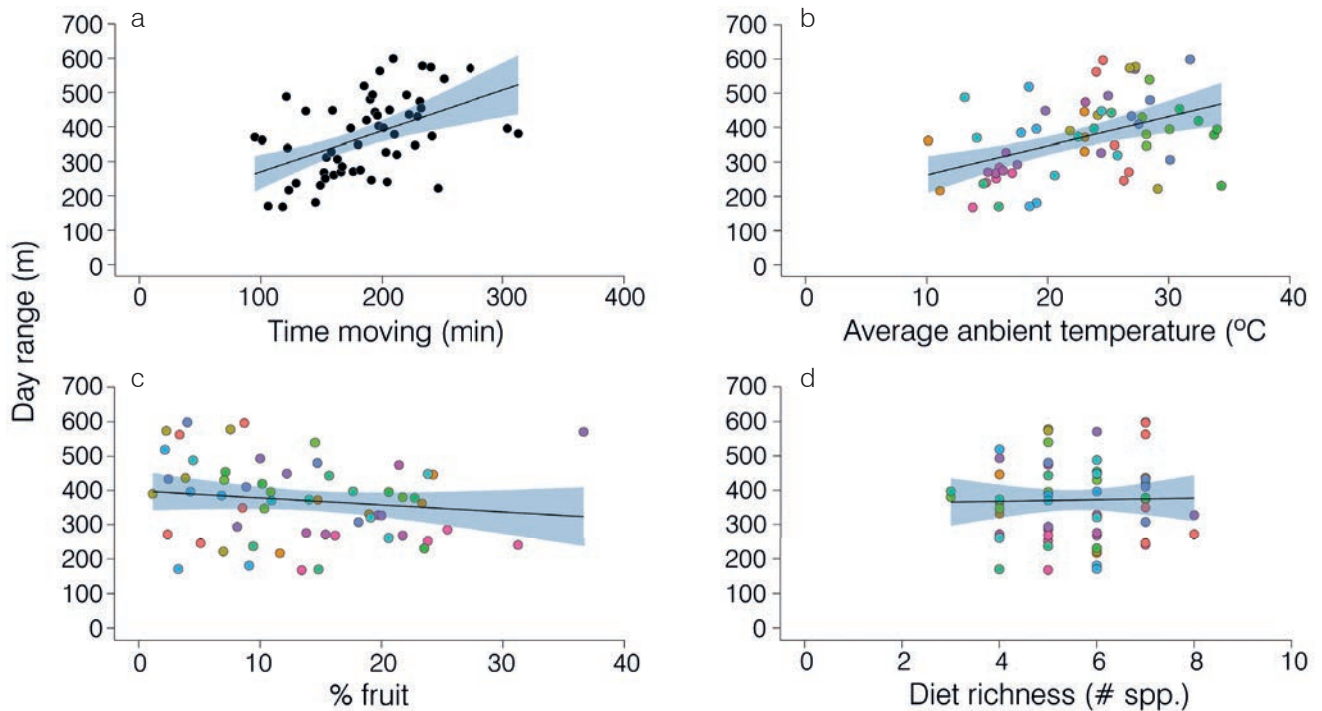 Day range (m)
a
700
600
500
400
300
200
100
0
0 100 200 300 400
Time moving (min)
b
700
600
500
400
300
200
100
0
0 10 20 30 40
Average anbient temperature (ºC
c
700
600
500
400
300
200
100
0
0 10 20 30 40
% fruit
d
700
600
500
400
300
200
100
0
0 2 4 6 8 10
Diet richness (# spp.)